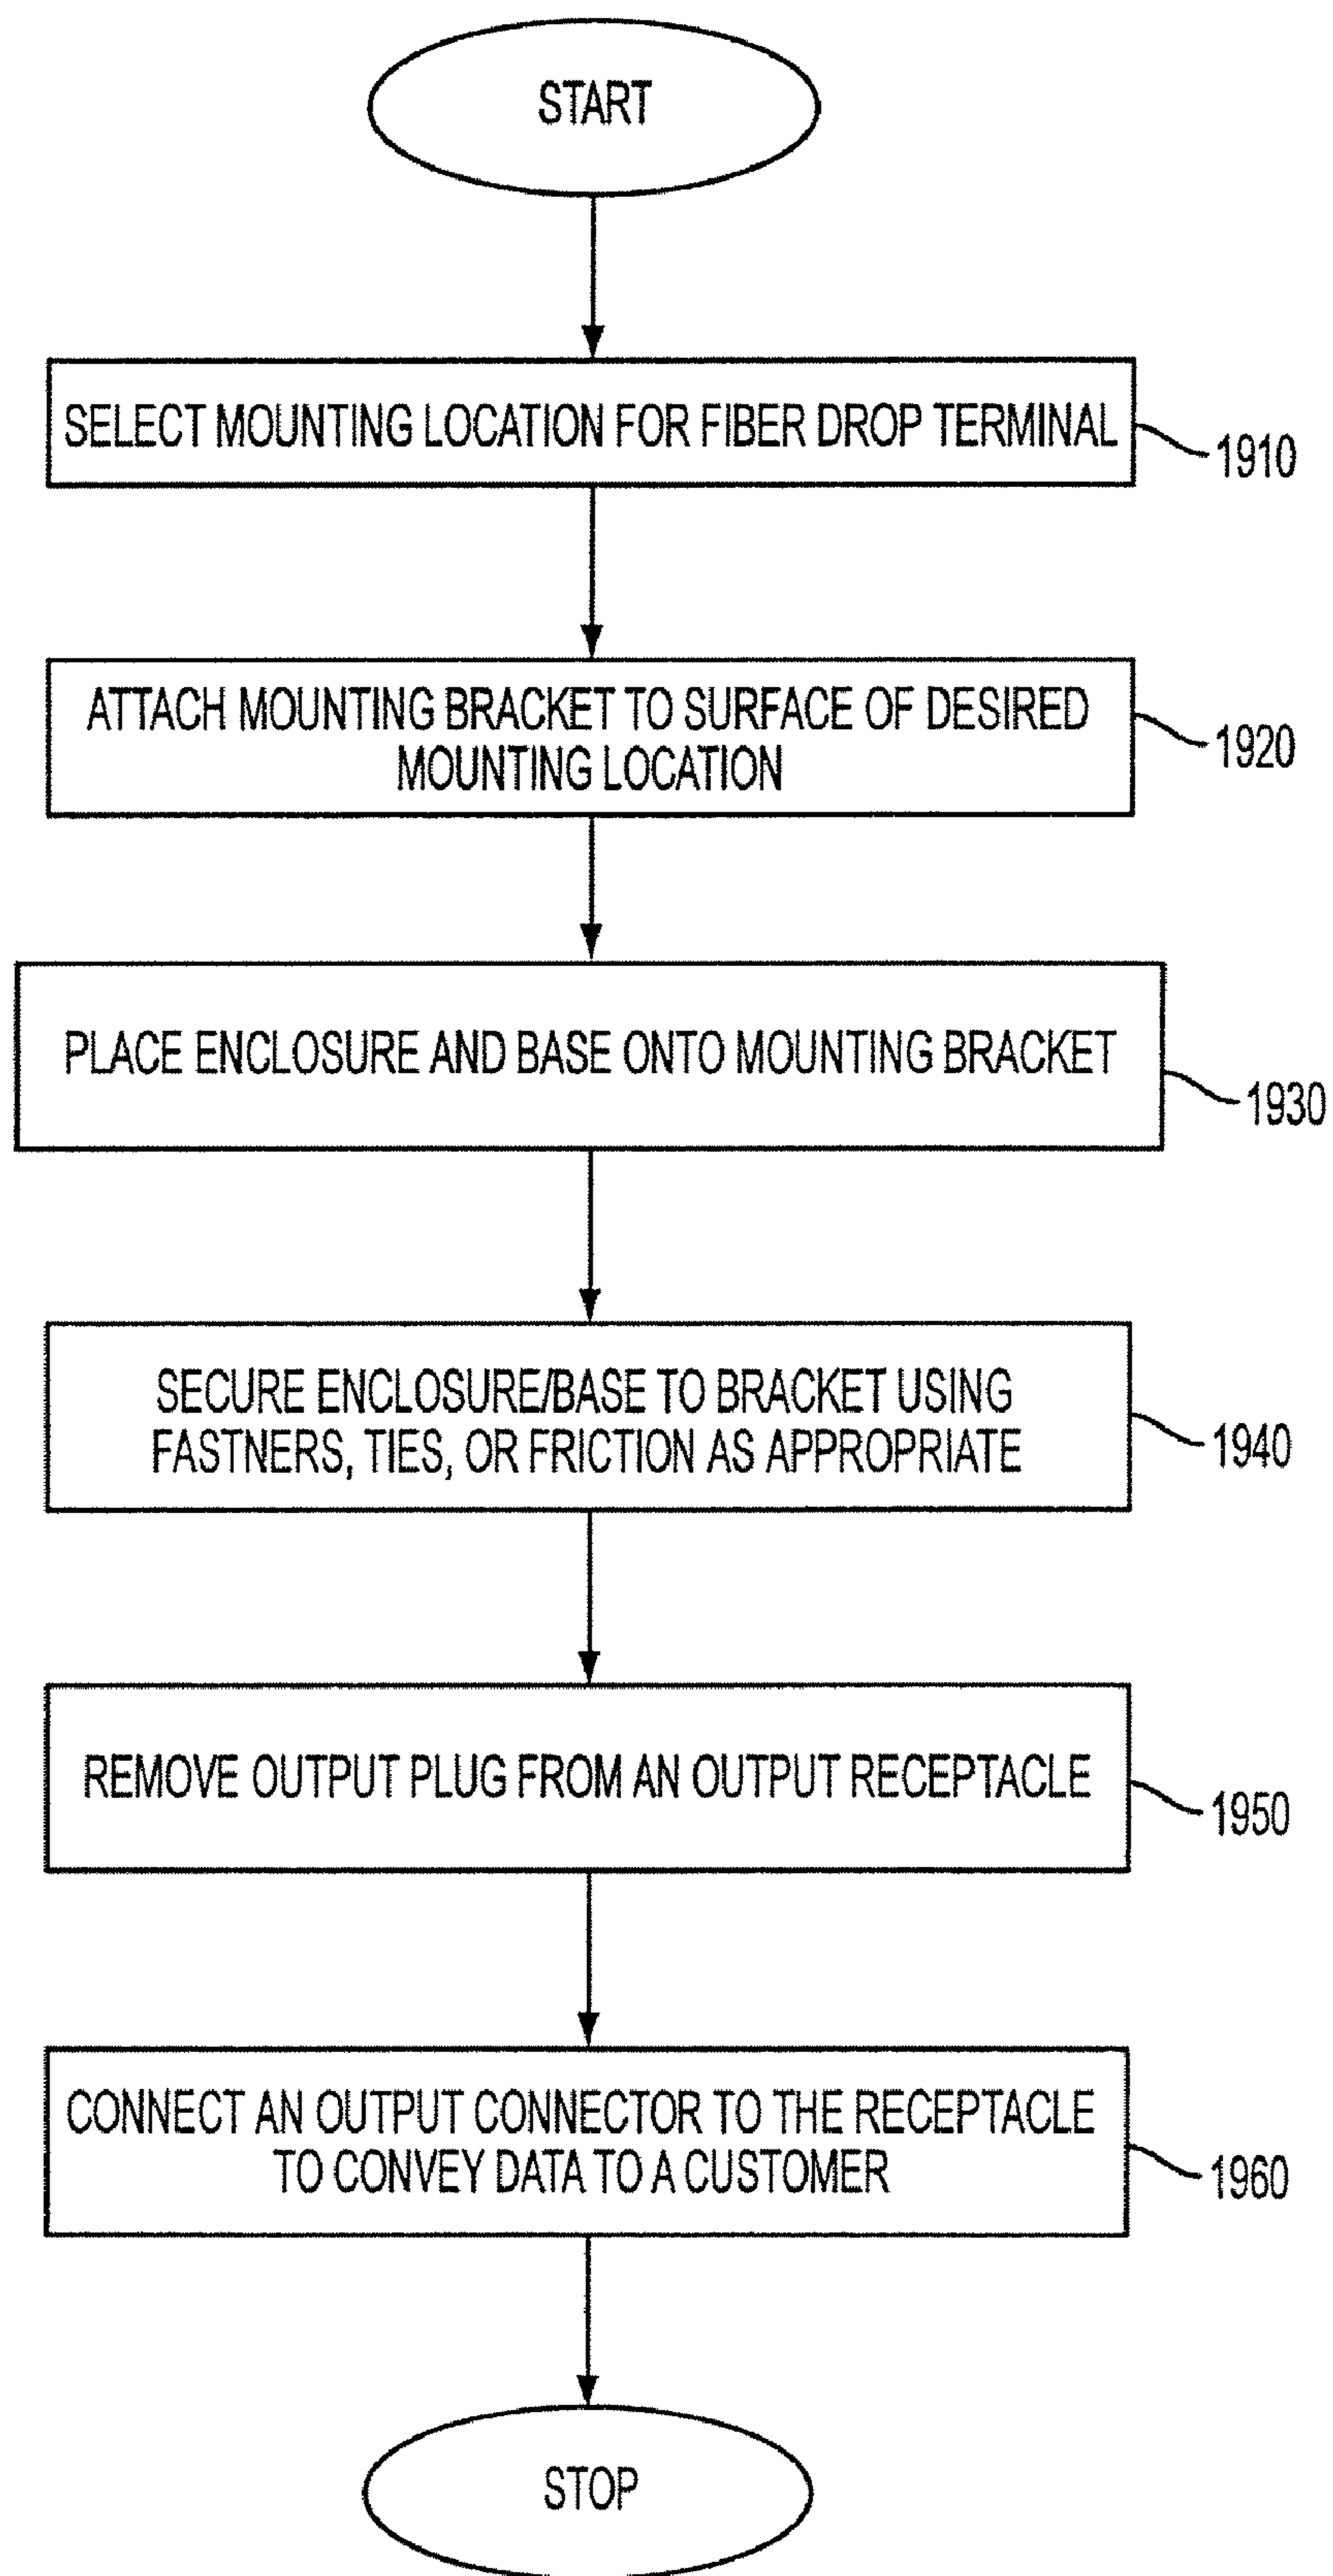 START
SELECT MOUNTING LOCATION FOR FIBER DROP TERMINAL
1910
ATTACH MOUNTING BRACKET TO SURFACE OF DESIRED
MOUNTING LOCATION
1920
PLACE ENCLOSURE AND BASE ONTO MOUNTING BRACKET
1930
SECURE ENCLOSURE/BASE TO BRACKET USING
FASTNERS, TIES, OR FRICTION AS APPROPRIATE
1940
REMOVE OUTPUT PLUG FROM AN OUTPUT RECEPTACLE
1950
CONNECT AN OUTPUT CONNECTOR TO THE RECEPTACLE
TO CONVEY DATA TO A CUSTOMER
1960
STOP